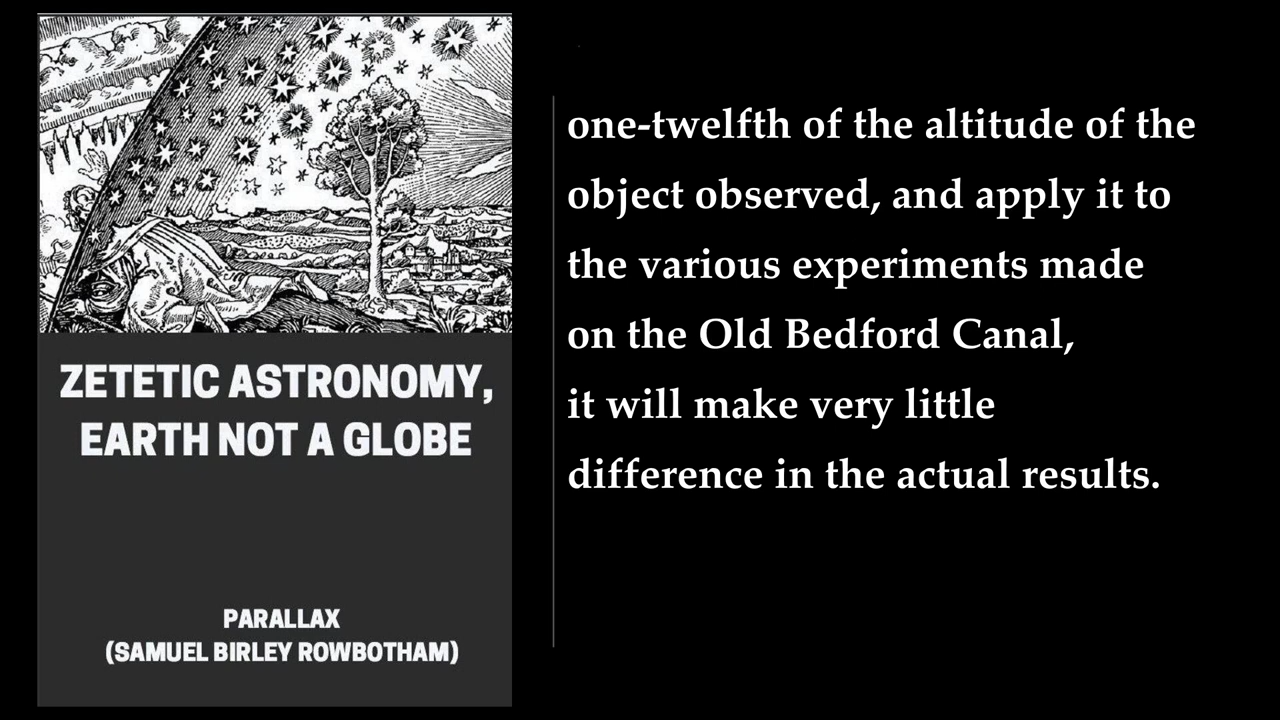 ZETETIC ASTRONOMY,
EARTH NOT A GLOBE
PARALLAX
(SAMUEL BIRLEY ROWBOTHAM)
one-twelfth of the altitude of the
object observed, and apply it to
the various experiments made
on the Old Bedford Canal,
it will make very little
difference in the actual results.